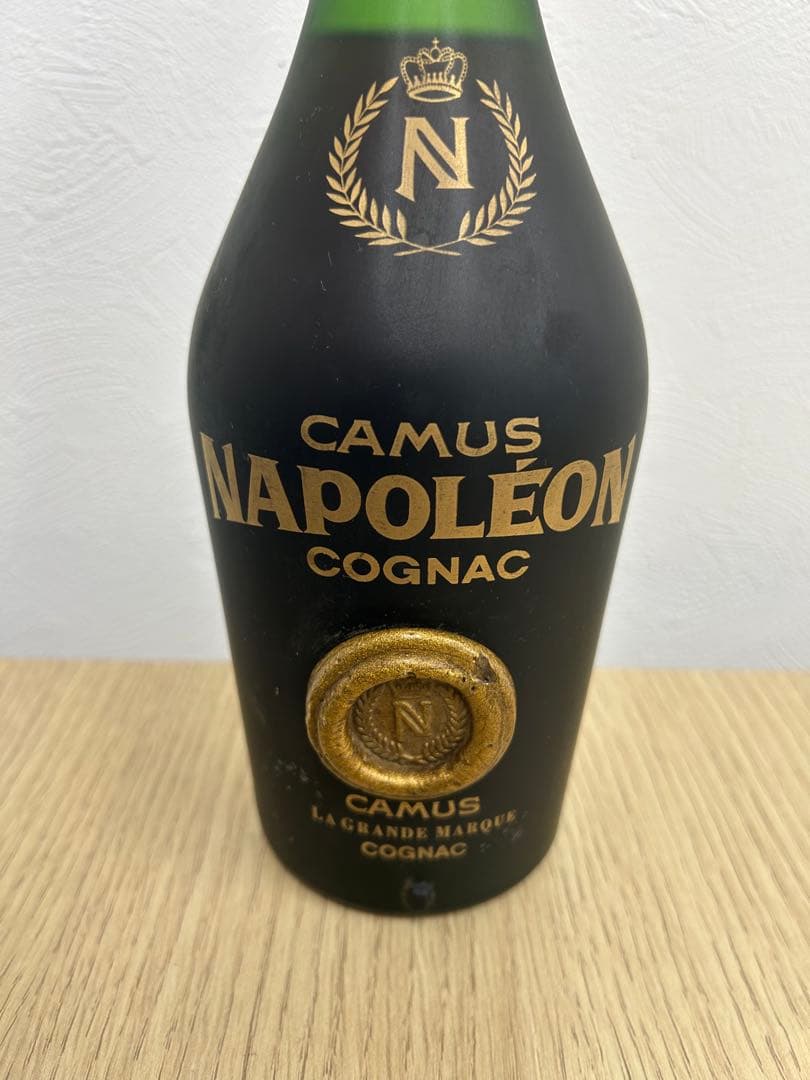 N
CAMUS
NAPOLÉON
COGNAC
N
CAMUS
LA GRANDE MARQUE
COGNAC